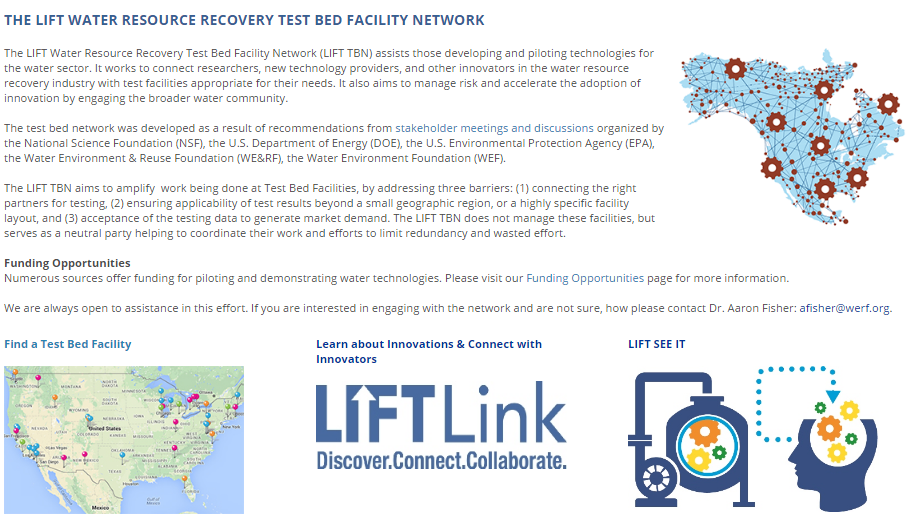 THE LIFT WATER RESOURCE RECOVERY TEST BED FACILITY NETWORK
The LIFT Water Resource Recovery Test Bed Facility Network (LIFT TBN) assists those developing and piloting technologies for
the water sector. It works to connect researchers, new technology providers, and other innovators in the water resource
recovery industry with test facilities appropriate for their needs. It also aims to manage risk and accelerate the adoption of
innovation by engaging the broader water community.
The test bed network was developed as a result of recommendations from stakeholder meetings and discussions organized by
the National Science Foundation (NSF), the U.S. Department of Energy (DOE), the U.S. Environmental Protection Agency (EPA),
the Water Environment & Reuse Foundation (WE&RF), the Water Environment Foundation (WEF).
The LIFT TBN aims to amplify work being done at Test Bed Facilities, by addressing three barriers: (1) connecting the right
partners for testing, (2) ensuring applicability of test results beyond a small geographic region, or a highly specific facility
layout, and (3) acceptance of the testing data to generate market demand. The LIFT TBN does not manage these facilities, but
serves as a neutral party helping to coordinate their work and efforts to limit redundancy and wasted effort.
Funding Opportunities
Numerous sources offer funding for piloting and demonstrating water technologies. Please visit our Funding Opportunities page for more information.
We are always open to assistance in this effort. If you are interested in engaging with the network and are not sure, how please contact Dr. Aaron Fisher: afisher@werf.org.
Find a Test Bed Facility
Learn about Innovations & Connect with
Innovators
LIFT SEE IT
United States
Mexico
LIFTLink
Discover.Connect.Collaborate.